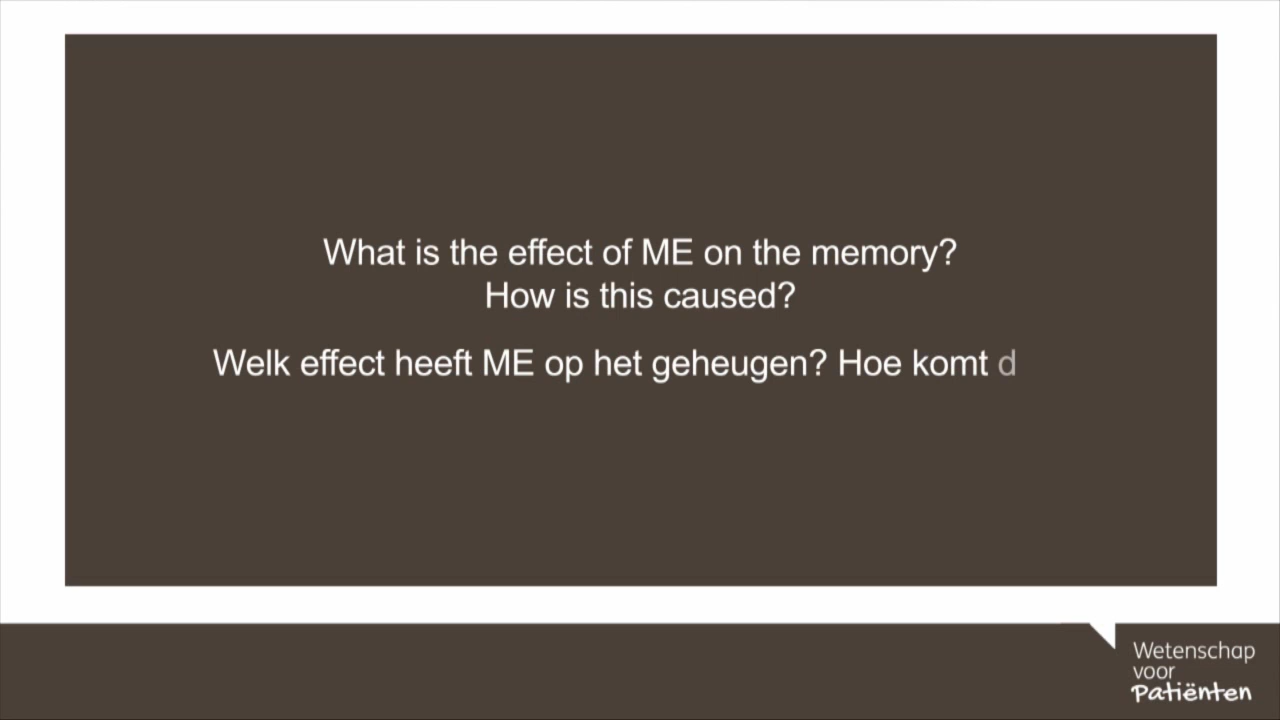 What is the effect of ME on the memory?
How is this caused?
Welk effect heeft ME op het geheugen? Hoe komt d
Wetenschap
voor
Patiënten